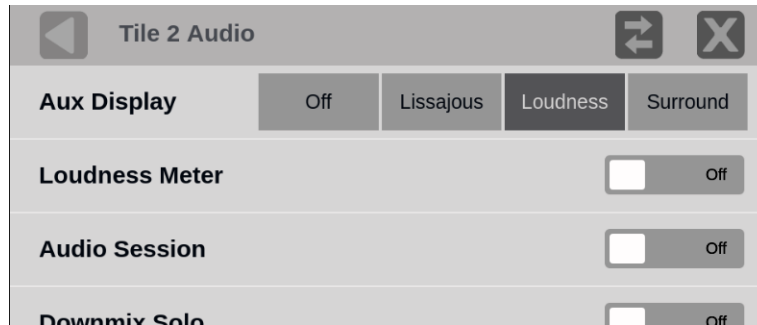 Tile 2 Audio
Aux Display Off Lissajous Loudness Surround
Loudness Meter Off
Audio Session Off
Downmix Solo Off